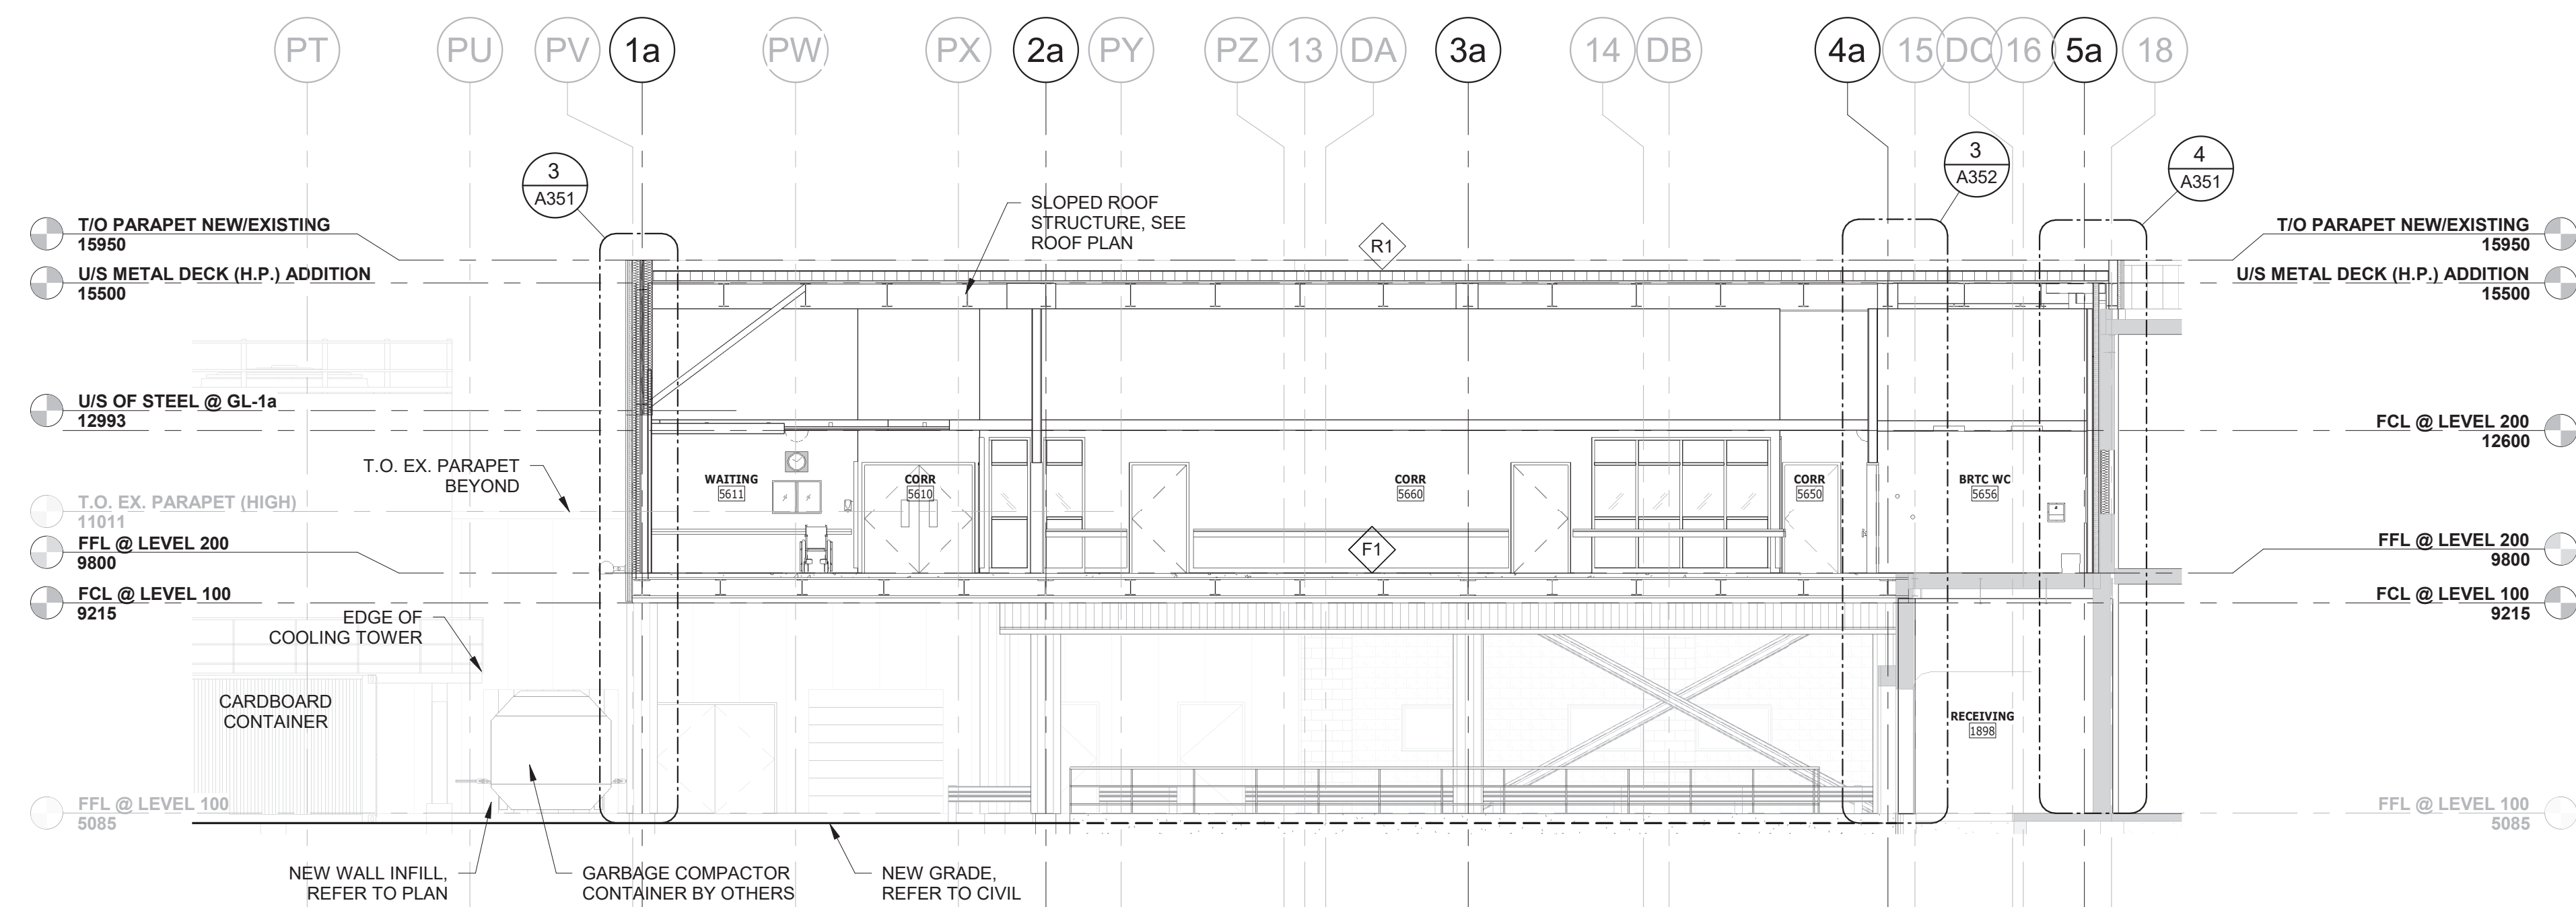 PT
PU
PV
1a
PW
PX
2a
PY
PZ
13
DA
3a
14
DB
4a
15
DC
16
5a
18
3
A351
3
A352
4
A351
T/O PARAPET NEW/EXISTING
15950
U/S METAL DECK (H.P.) ADDITION
15500
U/S OF STEEL @ GL-1a
12993
T.O. EX. PARAPET (HIGH)
11011
FFL @ LEVEL 200
9800
FCL @ LEVEL 100
9215
FFL @ LEVEL 100
5085
SLOPED ROOF
STRUCTURE, SEE
ROOF PLAN
R1
T.O. EX. PARAPET
BEYOND
WAITING
5611
CORR
5610
CORR
5660
CORR
5650
BRTC WC
5656
F1
EDGE OF
COOLING TOWER
CARDBOARD
CONTAINER
RECEIVING
1898
NEW WALL INFILL,
REFER TO PLAN
GARBAGE COMPACTOR
CONTAINER BY OTHERS
NEW GRADE,
REFER TO CIVIL
T/O PARAPET NEW/EXISTING
15950
U/S METAL DECK (H.P.) ADDITION
15500
FCL @ LEVEL 200
12600
FFL @ LEVEL 200
9800
FCL @ LEVEL 100
9215
FFL @ LEVEL 100
5085